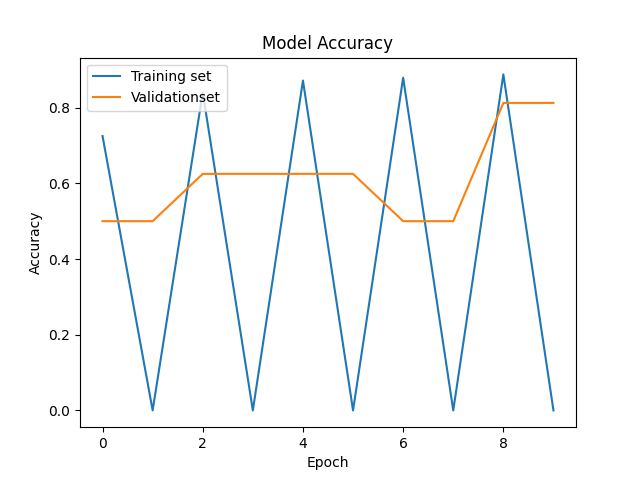 Model Accuracy
Training set
Validationset
Accuracy
0.8
0.6
0.4
0.2
0.0
0 2 4 6 8
Epoch